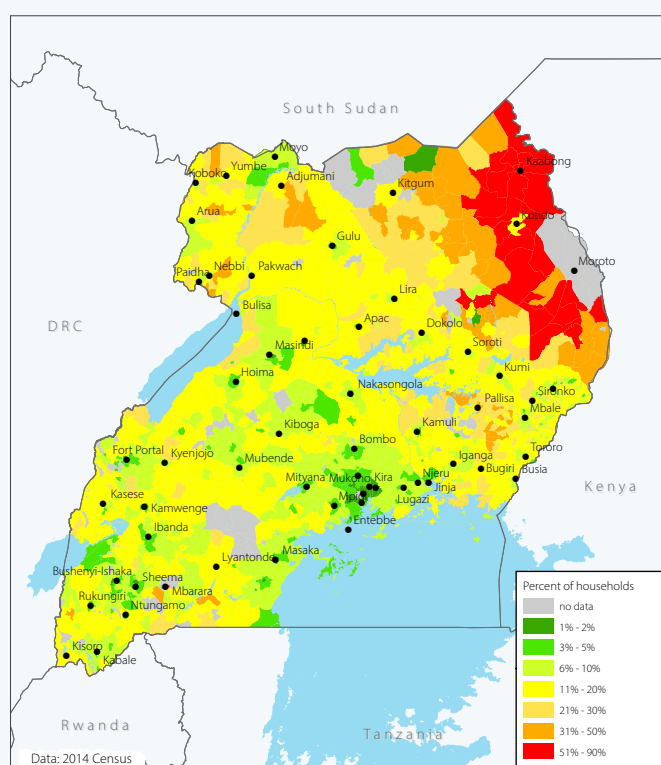 South Sudan
Moyo
Kaabong
Yumbe
Koboko
Adjumani
Kitgum
Arua
Kotido
Gulu
Moroto
Nebbi
Pakwach
Paidha
Lira
Bulisa
DRC
Apac
Dokolo
Masindi
Soroti
Hoima
Kumi
Nakasongola
Sironko
Pallisa
Mbale
Kiboga
Kamuli
Bombo
Fort Portal
Kyenjojo
Mubende
Iganga
Tororo
Mityana
Mukono
Kira
Njeru
Bugiri
Busia
Kenya
Kasese
Kamwenge
Lugazi
Jinja
Entebbe
Ibanda
Lyantonde
Masaka
Bushenyi-Ishaka
Sheema
Mbarara
Rukungiri
Ntungamo
Kisoro
Kabale
Percent of households
no data
1% - 2%
3% - 5%
6% - 10%
11% - 20%
21% - 30%
31% - 50%
51% - 90%
Rwanda
Tanzania
Data: 2014 Census